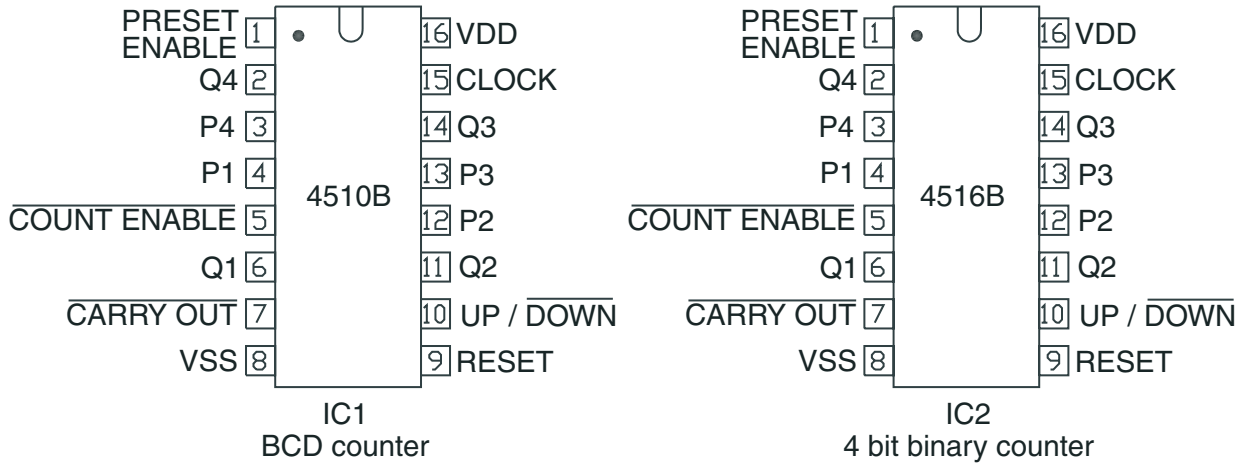 PRESET
ENABLE 1
Q4 2
P4 3
P1 4
COUNT ENABLE 5
Q1 6
CARRY OUT 7
VSS 8
4510B
16 VDD
15 CLOCK
14 Q3
13 P3
12 P2
11 Q2
10 UP / DOWN
9 RESET
IC1
BCD counter
PRESET
ENABLE 1
Q4 2
P4 3
P1 4
COUNT ENABLE 5
Q1 6
CARRY OUT 7
VSS 8
4516B
16 VDD
15 CLOCK
14 Q3
13 P3
12 P2
11 Q2
10 UP / DOWN
9 RESET
IC2
4 bit binary counter